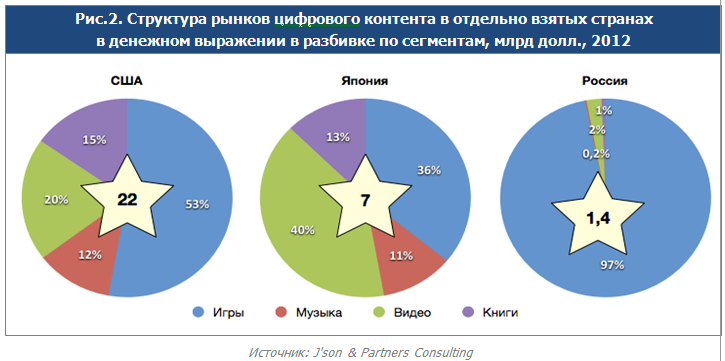 Рис.2. Структура рынков цифрового контента в отдельно взятых странах
в денежном выражении в разбивке по сегментам, млрд долл., 2012
США
Япония
Россия
15%
53%
20%
12%
22
13%
36%
40%
11%
7
1%
2%
0,2%
1,4
97%
Игры
Музыка
Видео
Книги
Источник: J'son & Partners Consulting